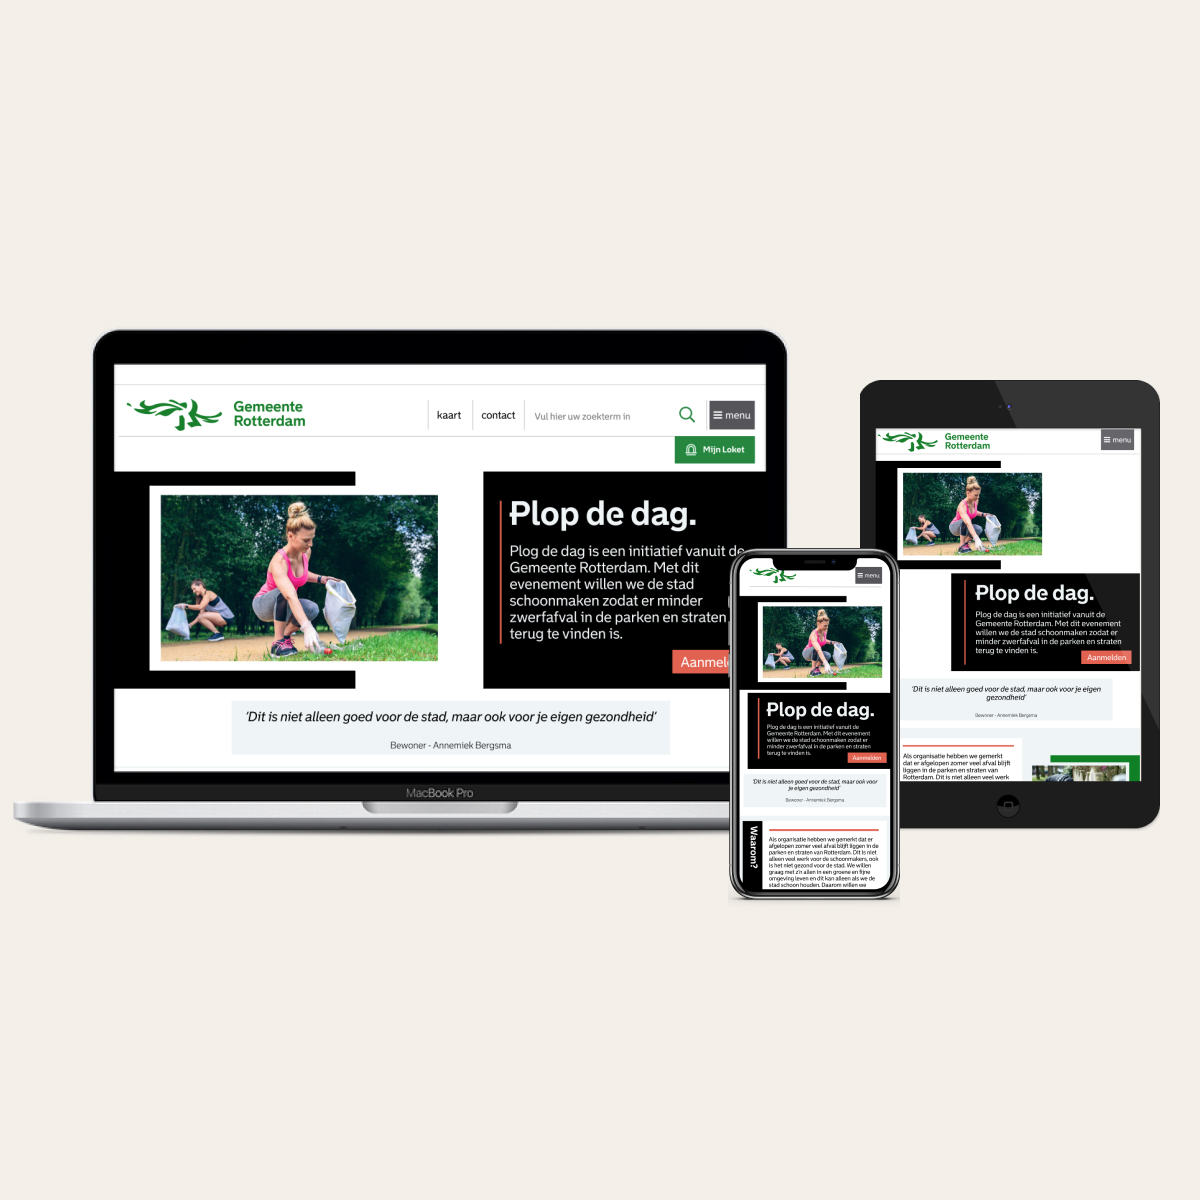 Gemeente
Rotterdam
kaart
contact
Vul hier uw zoekterm in
menu
Mijn Loket
Plop de dag.
Plog de dag is een initiatief vanuit de
Gemeente Rotterdam. Met dit
evenement willen we de stad
schoonmaken zodat er minder
zwerfafval in de parken en straten
terug te vinden is.
Aanmel
'Dit is niet alleen goed voor de stad, maar ook voor je eigen gezondheid'
Bewoner - Annemiek Bergsma
MacBook Pro
menu
Plop de dag.
Plog de dag is een initiatief vanuit de
Gemeente Rotterdam. Met dit evenement
willen we de stad schoonmaken zodat er
minder zwerfafval in de parken en straten
terug te vinden is.
Aanmelden
'Dit is niet alleen goed voor de stad, maar ook voor
je eigen gezondheid'
Bewoner - Annemiek Bergsma
Waarom?
Als organisatie hebben we gemerkt dat er
afgelopen zomer veel afval blijft liggen in de
parken en straten van Rotterdam. Dit is niet
alleen veel werk voor de schoonmakers, ook
is het niet gezond voor de stad. We willen
graag met z'n allen in een groene en fijne
omgeving leven en dit kan alleen als we de
stad schoon houden. Daarom willen we
Gemeente
Rotterdam
menu
Plop de dag.
Plog de dag is een initiatief vanuit de
Gemeente Rotterdam. Met dit evenement
willen we de stad schoonmaken zodat er
minder zwerfafval in de parken en straten
terug te vinden is.
Aanmelden
'Dit is niet alleen goed voor de stad, maar ook voor je eigen
gezondheid'
Bewoner - Annemiek Bergsma
Als organisatie hebben we gemerkt
dat er afgelopen zomer veel afval blijft
liggen in de parken en straten van
Rotterdam. Dit is niet alleen veel werk